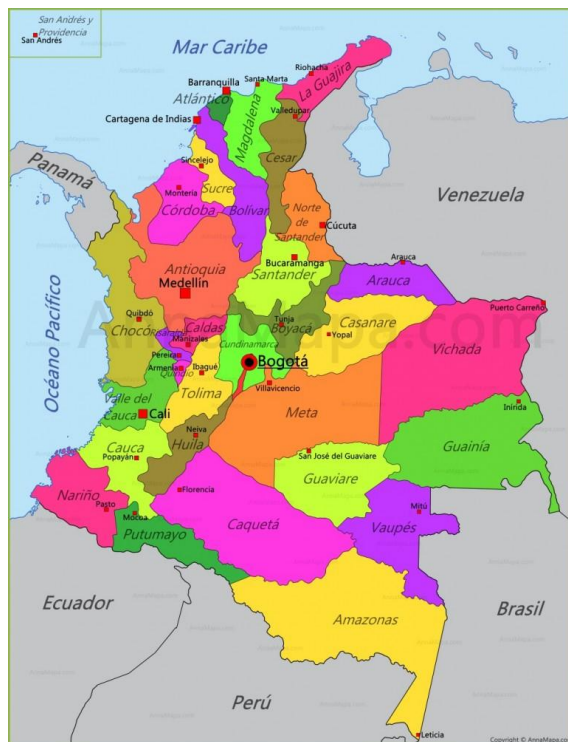 San Andrés y
Providencia
San Andrés
Mar Caribe
Riohacha
Barranquilla
Santa Marta
La Guajira
Atlántico
Valledupar
Cartagena de Indias
Magdalena
Cesar
Panamá
Sincelejo
Sucre
Venezuela
Montería
Córdoba
Bolívar
Norte
de
Santander
Cúcuta
Bucaramanga
Arauca
Antioquia
Santander
Arauca
Medellín
Puerto Carreño
Océano Pacífico
Quibdó
Chocó
Tunja
Boyacá
Casanare
Yopal
Caldas
Manizales
Cundinamarca
Vichada
Pereira
Bogotá
Armenia
Quindío
Ibagué
Villavicencio
Tolima
Valle del
Cauca
Cali
Meta
Inírida
Neiva
Huila
Cauca
Popayán
San José del Guaviare
Guainía
Guaviare
Nariño
Florencia
Pasto
Mocoa
Mitú
Caquetá
Vaupés
Putumayo
Ecuador
Amazonas
Brasil
Perú
Leticia
Copyright © AnnaMapa.com
AnnaMapa.com